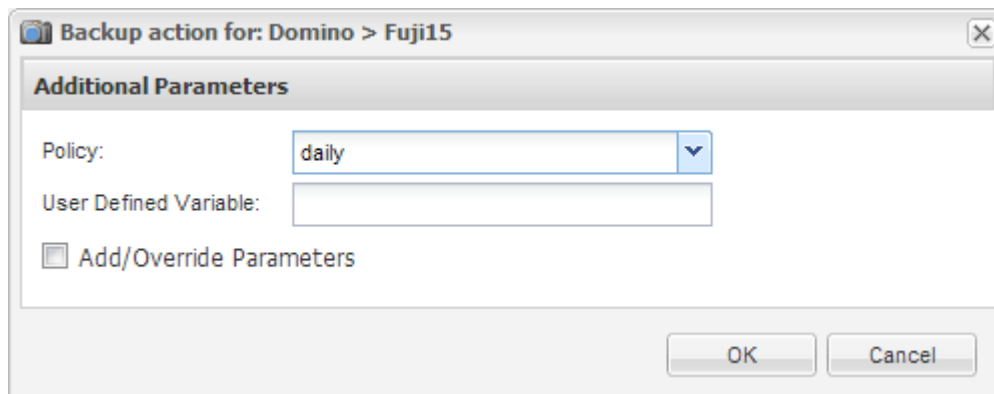 Backup action for: Domino > Fuji15
Additional Parameters
Policy: daily
User Defined Variable:
Add/Override Parameters
OK Cancel